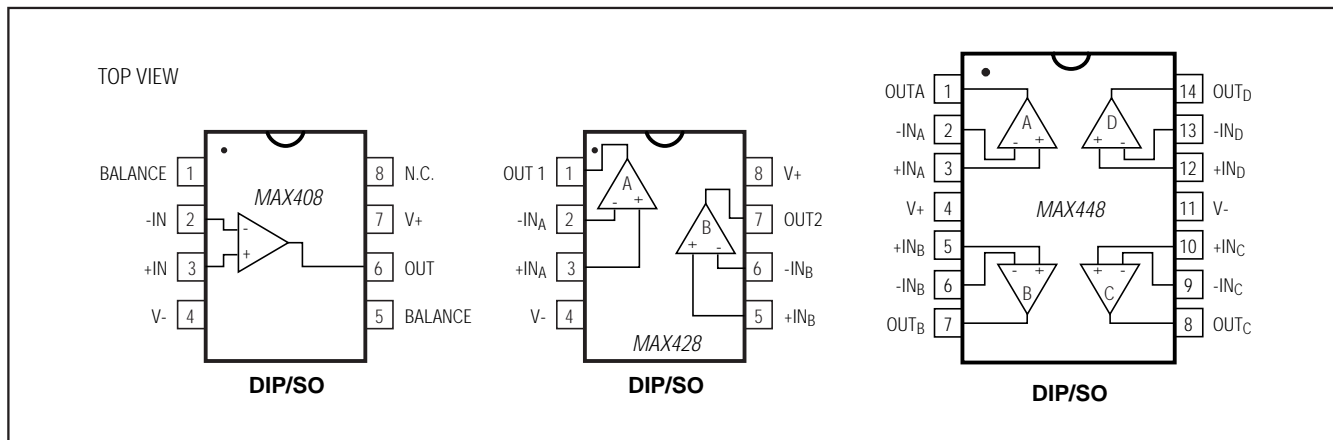 TOP VIEW
BALANCE 1
-IN 2
+IN 3
V- 4
MAX408
- +
8 N.C.
7 V+
6 OUT
5 BALANCE
DIP/SO
OUT 1 1
-INA 2
+INA 3
V- 4
A
- +
B
+ -
MAX428
8 V+
7 OUT2
6 -INB
5 +INB
DIP/SO
OUTA 1
-INA 2
+INA 3
V+ 4
+INB 5
-INB 6
OUTB 7
A
- +
D
+ -
MAX448
- +
B
+ -
C
14 OUTD
13 -IND
12 +IND
11 V-
10 +INC
9 -INC
8 OUTC
DIP/SO